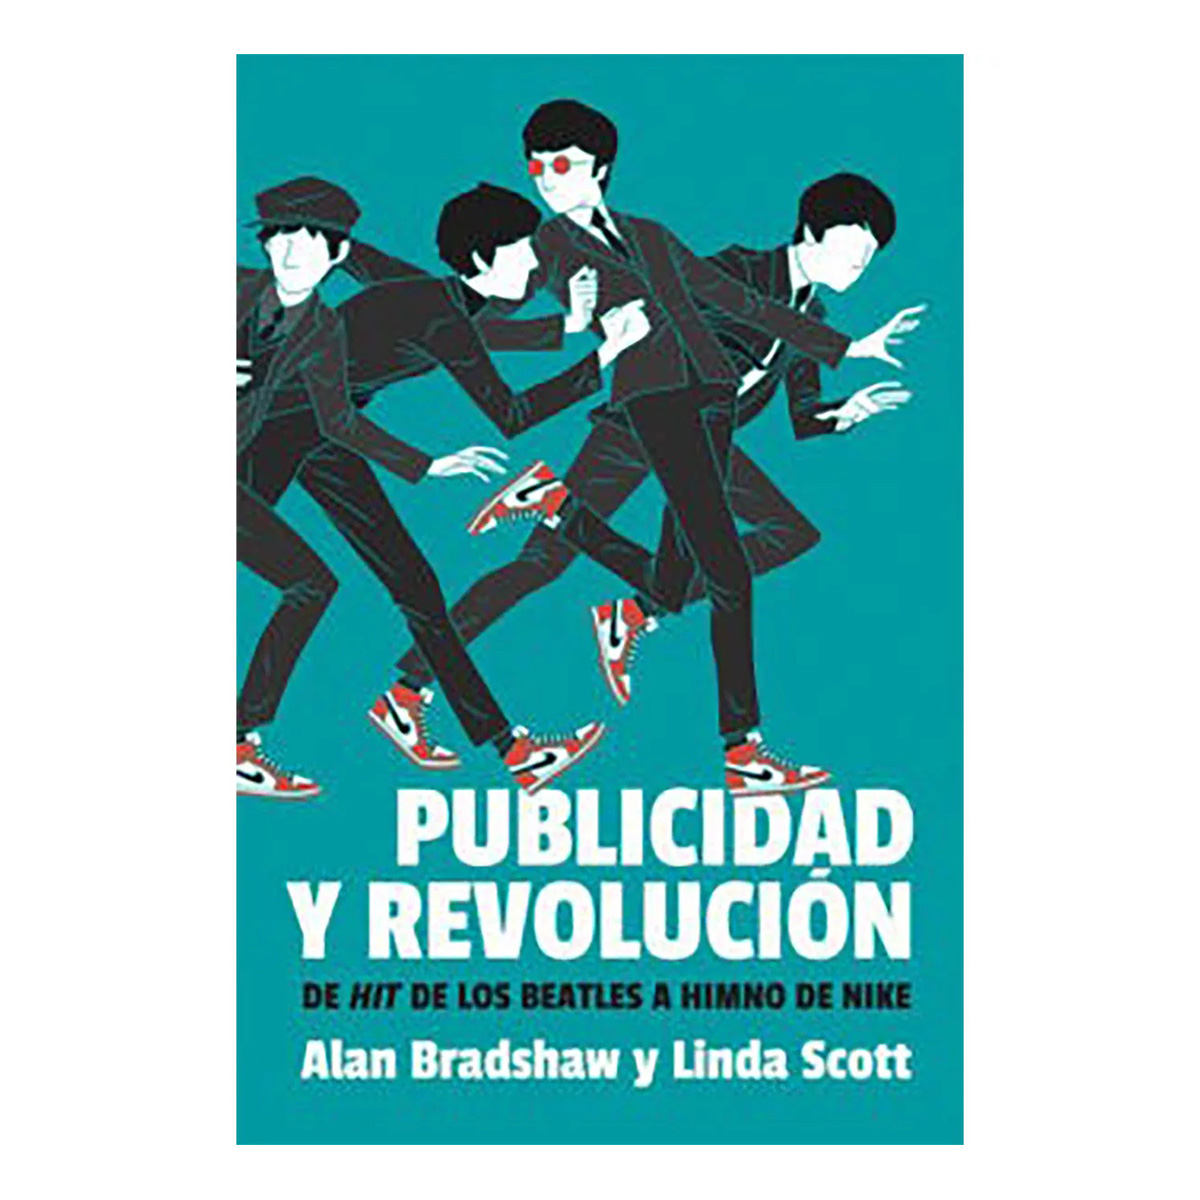 PUBLICIDAD
Y REVOLUCIÓN
DE HIT DE LOS BEATLES A HIMNO DE NIKE
Alan Bradshaw y Linda Scott